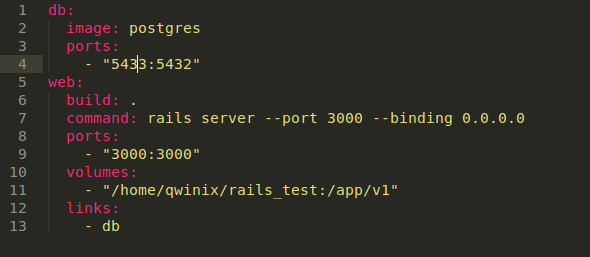 1 db:
2   image: postgres
3   ports:
4     - "5433:5432"
5 web:
6   build: .
7   command: rails server --port 3000 --binding 0.0.0.0
8   ports:
9     - "3000:3000"
10   volumes:
11     - "/home/qwinix/rails_test:/app/v1"
12   links:
13     - db